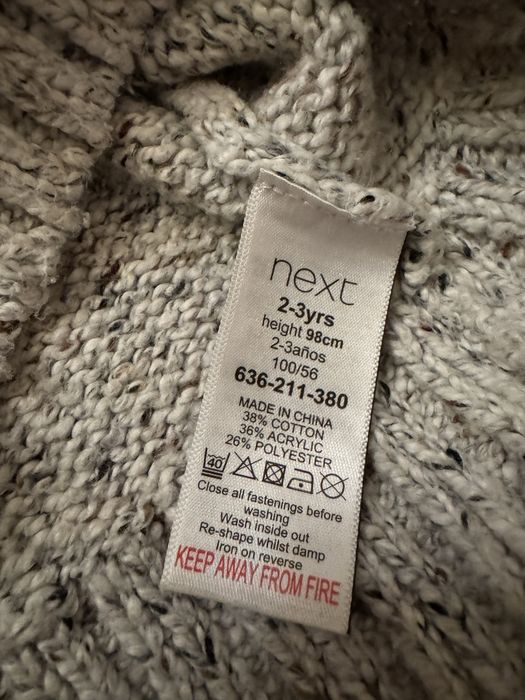 next
2-3yrs
height 98cm
2-3años
100/56
636-211-380
MADE IN CHINA
38% COTTON
36% ACRYLIC
26% POLYESTER
40
Close all fastenings before
washing
Wash inside out
Re-shape whilst damp
Iron on reverse
KEEP AWAY FROM FIRE